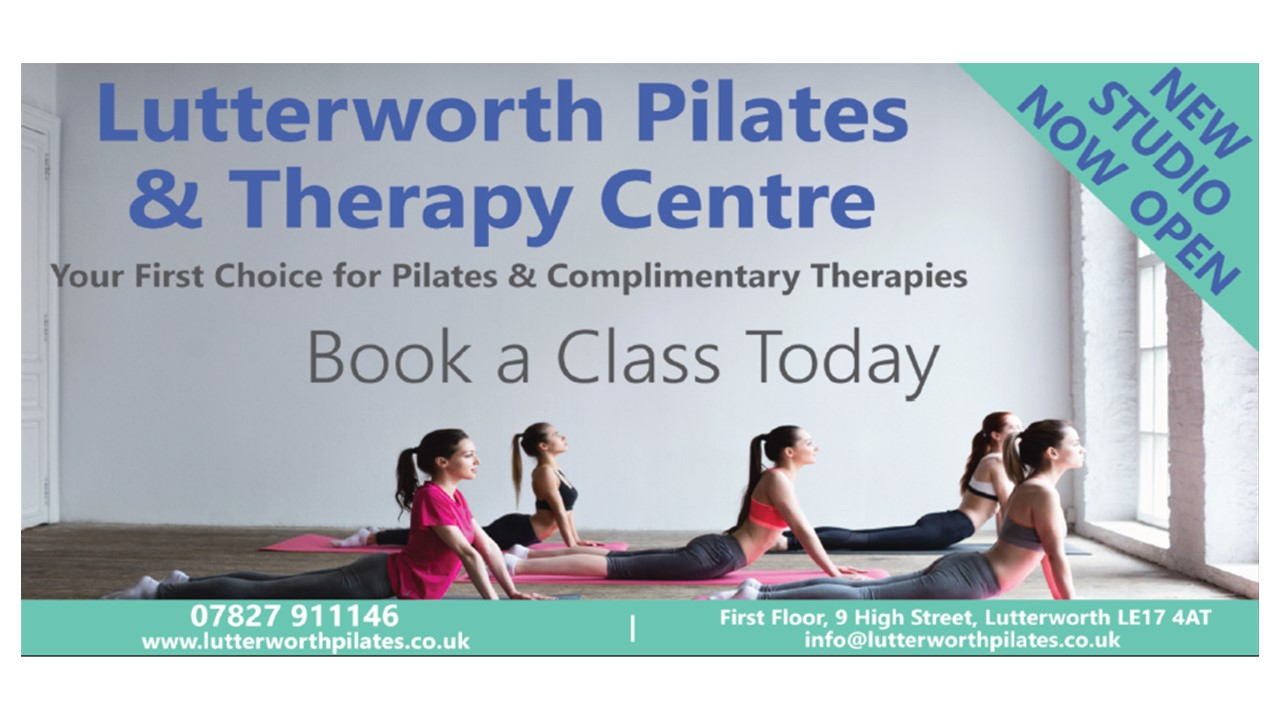 Lutterworth Pilates
& Therapy Centre
Your First Choice for Pilates & Complimentary Therapies
Book a Class Today
NEW
STUDIO
NOW OPEN
07827 911146
www.lutterworthpilates.co.uk
|
First Floor, 9 High Street, Lutterworth LE17 4AT
info@lutterworthpilates.co.uk